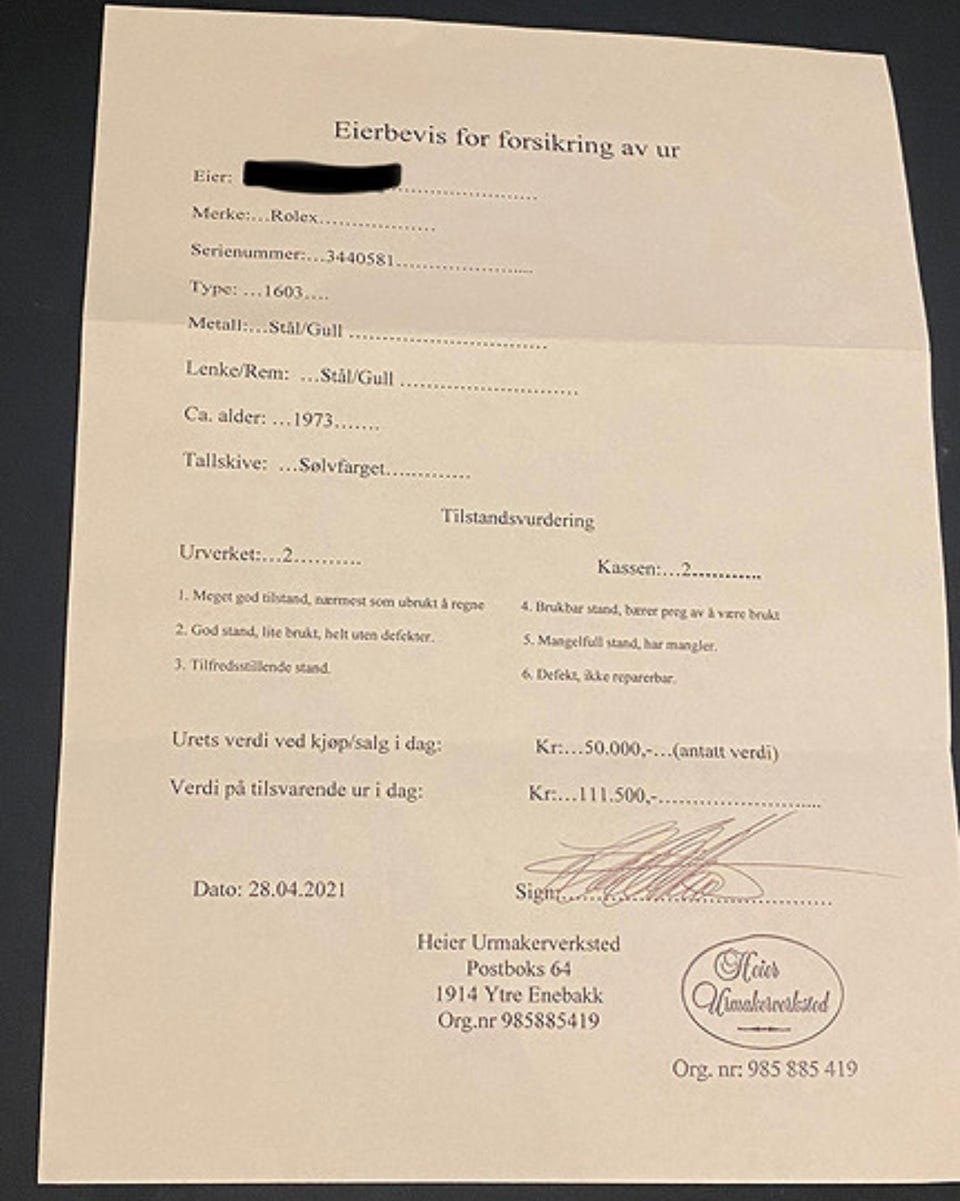 Eierbevis for forsikring av ur
Eier: ..............................
Merke:...Rolex.......................
Serienummer:...3440581...........................
Type: ...1603....
Metall:...Stål/Gull ......................................
Lenke/Rem: ...Stål/Gull ..................................
Ca. alder: ...1973.......
Tallskive: ...Sølvfarget................
Tilstandsvurdering
Urverket:...2..........
Kassen:...2............
1. Meget god tilstand, nærmest som ubrukt å regne
2. God stand, lite brukt, helt uten defekter.
3. Tilfredsstillende stand.
4. Brukbar stand, bærer preg av å være brukt
5. Mangelfull stand, har mangler.
6. Defekt, ikke reparerbar.
Urets verdi ved kjøp/salg i dag: Kr:...50.000,-...(antatt verdi)
Verdi på tilsvarende ur i dag: Kr:...111.500,-............................
Dato: 28.04.2021
Sign:..............................................
Heier Urmakerverksted
Postboks 64
1914 Ytre Enebakk
Org.nr 985885419
Heier
Urmakerverksted
Org. nr: 985 885 419